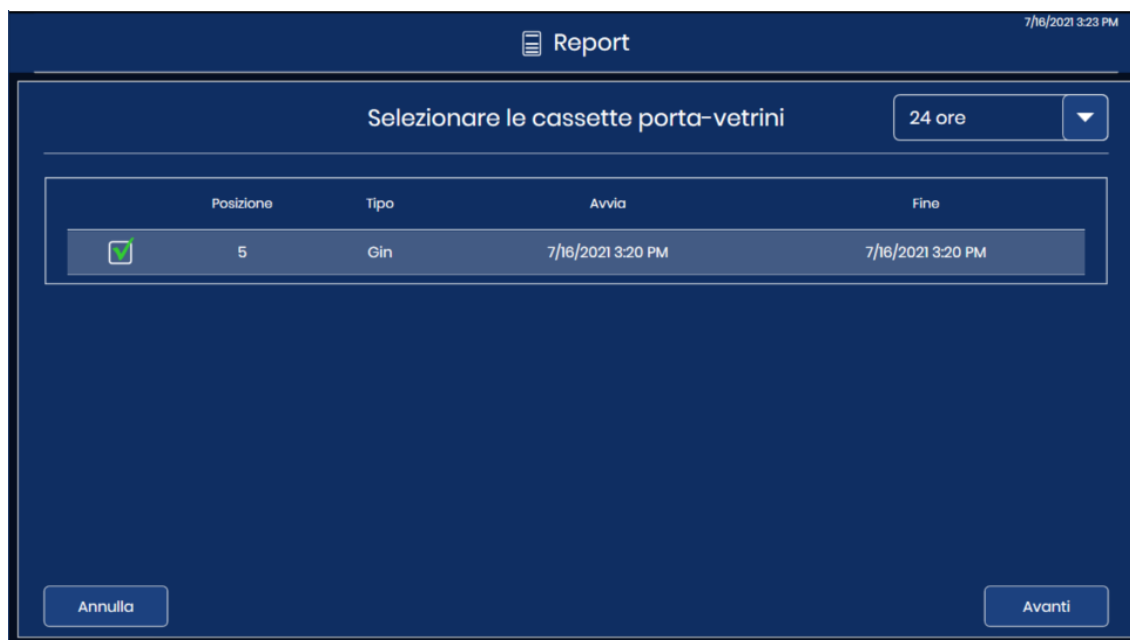 7/16/2021 3:23 PM
Report
Selezionare le cassette porta-vetrini
24 ore
Posizione Tipo Avvia Fine
5 Gin 7/16/2021 3:20 PM 7/16/2021 3:20 PM
Annulla Avanti